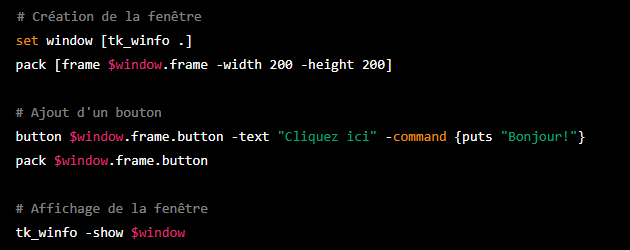 # Création de la fenêtre
set window [tk_winfo .]
pack [frame $window.frame -width 200 -height 200]
# Ajout d'un bouton
button $window.frame.button -text "Cliquez ici" -command {puts "Bonjour!"}
pack $window.frame.button
# Affichage de la fenêtre
tk_winfo -show $window